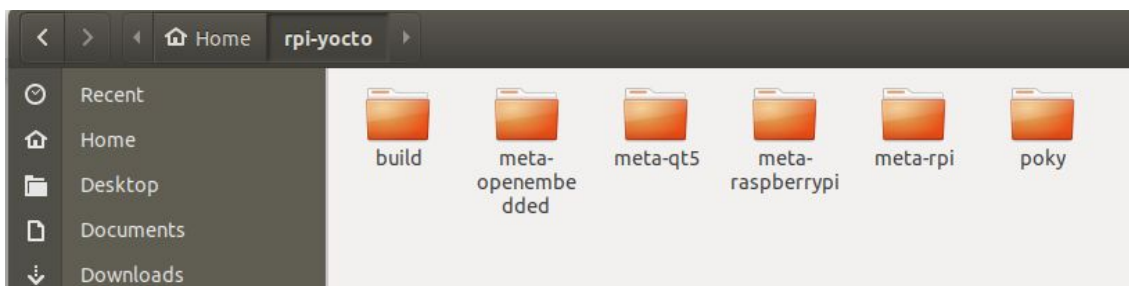 Home
rpi-yocto
Recent
Home
Desktop
Documents
Downloads
build
meta-
openembe
dded
meta-qt5
meta-
raspberrypi
meta-rpi
poky